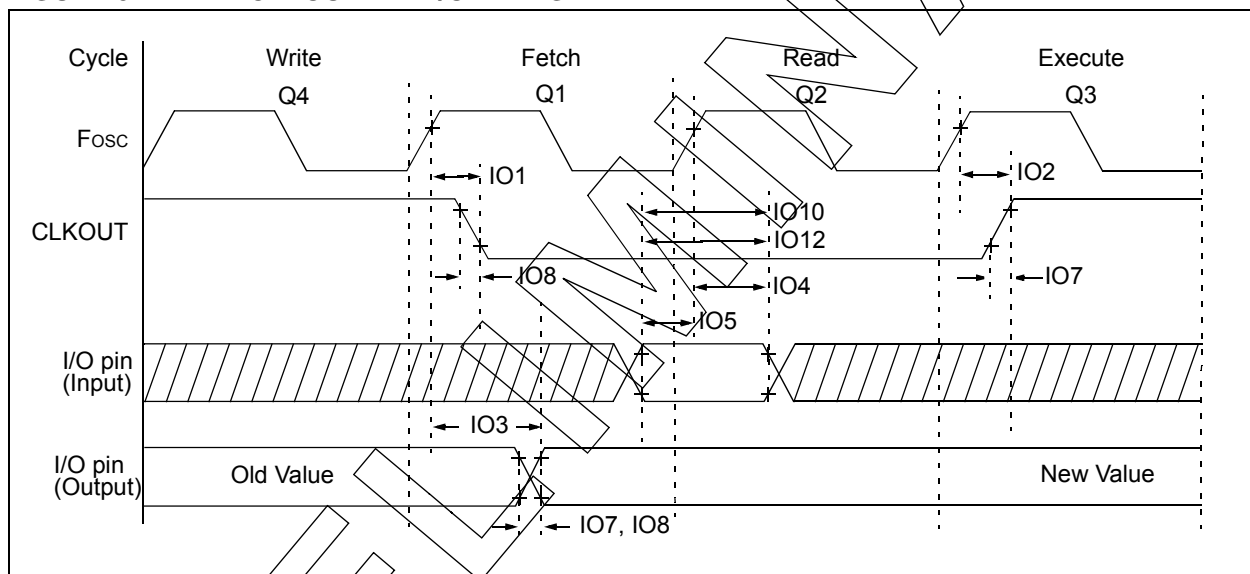 Cycle Write Fetch Read Execute
Q4 Q1 Q2 Q3
FOSC
IO1 IO2
CLKOUT
IO10
IO12
IO8 IO7
IO4
IO5
I/O pin
(Input)
IO3
I/O pin
(Output)
Old Value New Value
IO7, IO8